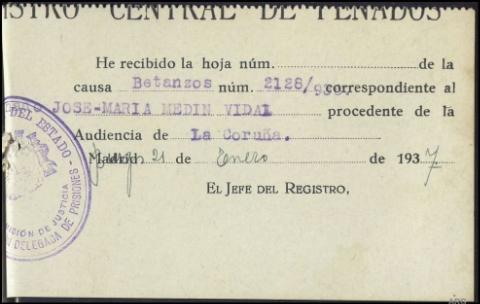 ISTRO CENTRAL DE PENADOS
He recibido la hoja núm. de la
causa Betanzos núm. 2128/936. correspondiente al
JOSE-MARIA MEDIN VIDAL procedente de la
Audiencia de La Coruña.
Madrid 21 de Enero de 1937.
EL JEFE DEL REGISTRO,
DEL ESTADO - 
ISIÓN DE JUSTICIA
DELEGADA DE PRISIONES